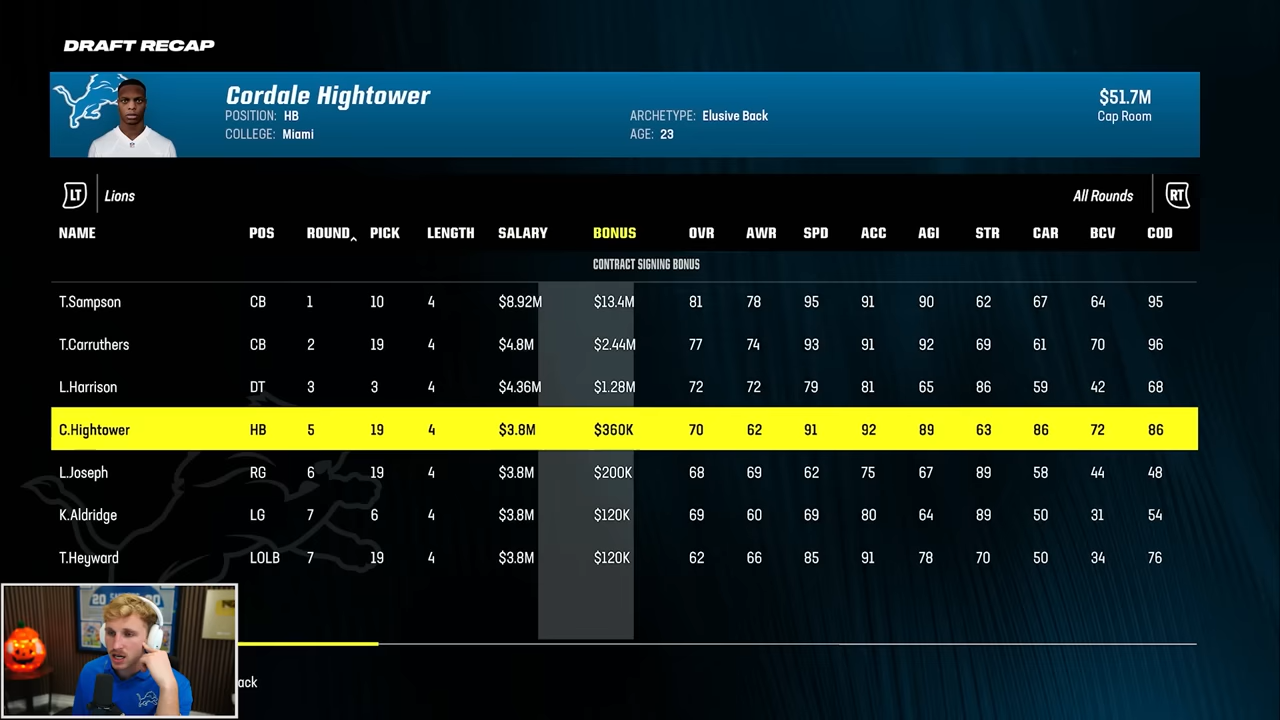 DRAFT RECAP
Cordale Hightower
POSITION: HB
COLLEGE: Miami
ARCHETYPE: Elusive Back
AGE: 23
$51.7M
Cap Room
LT Lions
All Rounds RT
NAME POS ROUND PICK LENGTH SALARY BONUS OVR AWR SPD ACC AGI STR CAR BCV COD
CONTRACT SIGNING BONUS
T.Sampson CB 1 10 4 $8.92M $13.4M 81 78 95 91 90 62 67 64 95
T.Carruthers CB 2 19 4 $4.8M $2.44M 77 74 93 91 92 69 61 70 96
L.Harrison DT 3 3 4 $4.36M $1.28M 72 72 79 81 65 86 59 42 68
C.Hightower HB 5 19 4 $3.8M $360K 70 62 91 92 89 63 86 72 86
L.Joseph RG 6 19 4 $3.8M $200K 68 69 62 75 67 89 58 44 48
K.Aldridge LG 7 6 4 $3.8M $120K 69 60 69 80 64 89 50 31 54
T.Heyward LOLB 7 19 4 $3.8M $120K 62 66 85 91 78 70 50 34 76
20
ack